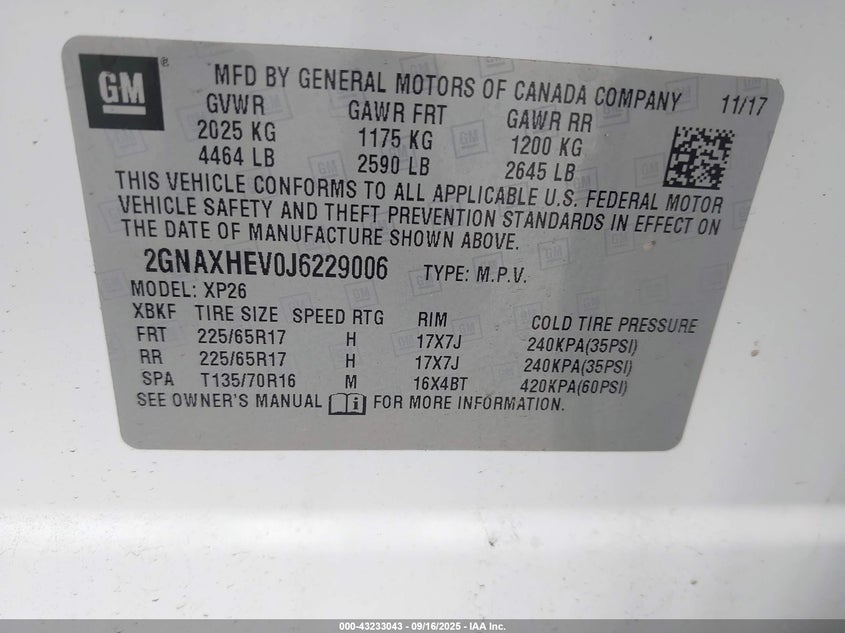 GM ®
MFD BY GENERAL MOTORS OF CANADA COMPANY 11/17
GVWR GAWR FRT GAWR RR
2025 KG 1175 KG 1200 KG
4464 LB 2590 LB 2645 LB
THIS VEHICLE CONFORMS TO ALL APPLICABLE U.S. FEDERAL MOTOR
VEHICLE SAFETY AND THEFT PREVENTION STANDARDS IN EFFECT ON
THE DATE OF MANUFACTURE SHOWN ABOVE.
2GNAXHEV0J6229006 TYPE: M.P.V.
MODEL: XP26
XBKF TIRE SIZE SPEED RTG RIM COLD TIRE PRESSURE
FRT 225/65R17 H 17X7J 240KPA(35PSI)
RR 225/65R17 H 17X7J 240KPA(35PSI)
SPA T135/70R16 M 16X4BT 420KPA(60PSI)
SEE OWNER'S MANUAL i FOR MORE INFORMATION.
000-43233043 - 09/16/2025 - IAA Inc.